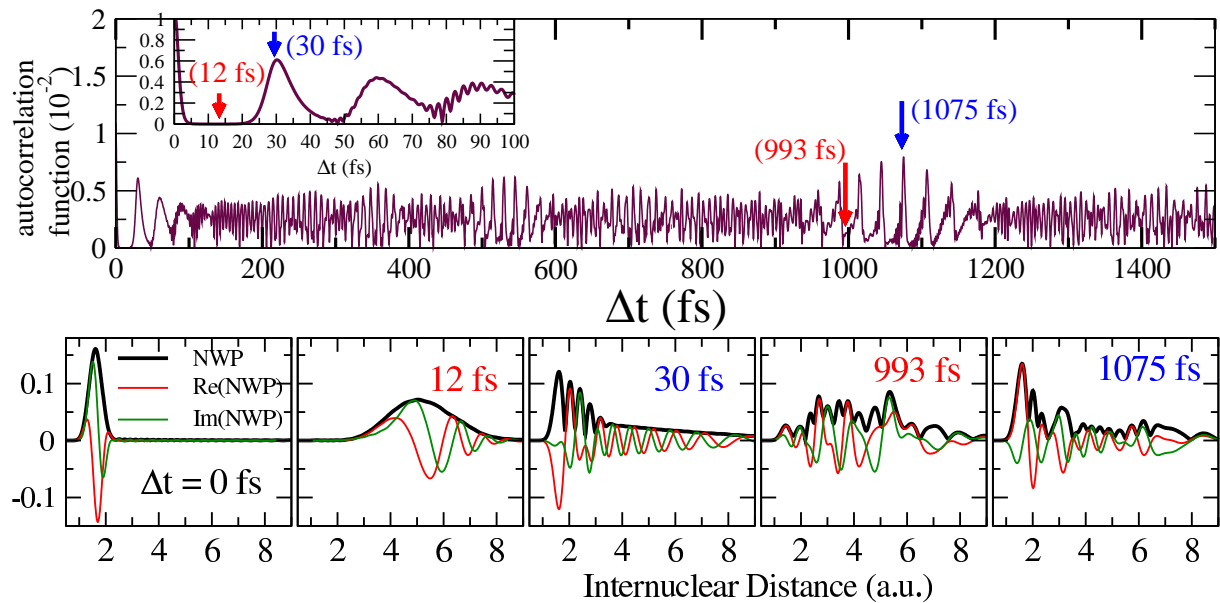 2
1.5
1
0.5
0
autocorrelation
function (10⁻²)
1
0.8
0.6
0.4
0.2
0
(12 fs)
(30 fs)
0 10 20 30 40 50 60 70 80 90 100
Δt (fs)
(993 fs)
(1075 fs)
0 200 400 600 800 1000 1200 1400
Δt (fs)
0.1
0
-0.1
NWP
Re(NWP)
Im(NWP)
Δt = 0 fs
12 fs
30 fs
993 fs
1075 fs
2 4 6 8 2 4 6 8 2 4 6 8 2 4 6 8 2 4 6 8
Internuclear Distance (a.u.)